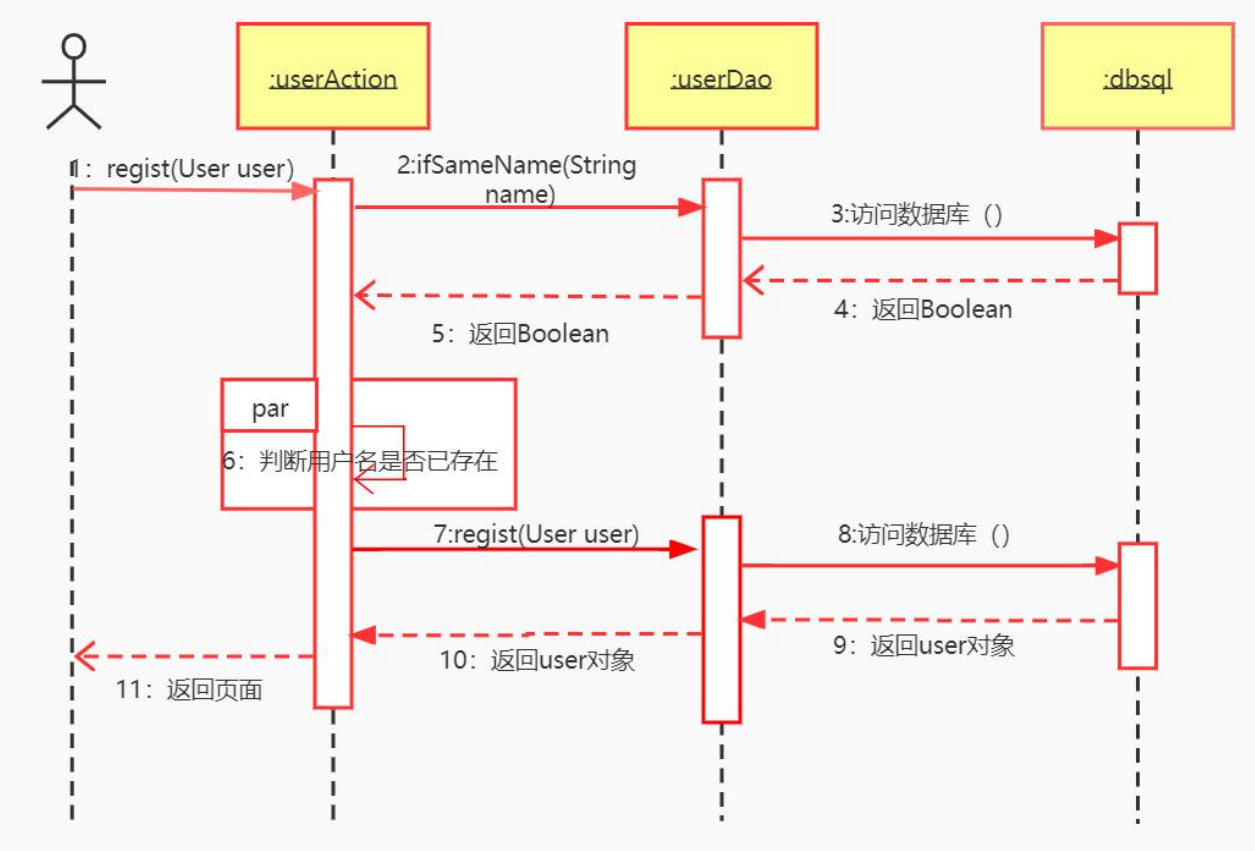 :userAction
:userDao
:dbsql
1：regist(User user)
2:ifSameName(String
name)
3:访问数据库（）
4：返回Boolean
5：返回Boolean
par
6：判断用户名是否已存在
7:regist(User user)
8:访问数据库（）
9：返回user对象
10：返回user对象
11：返回页面